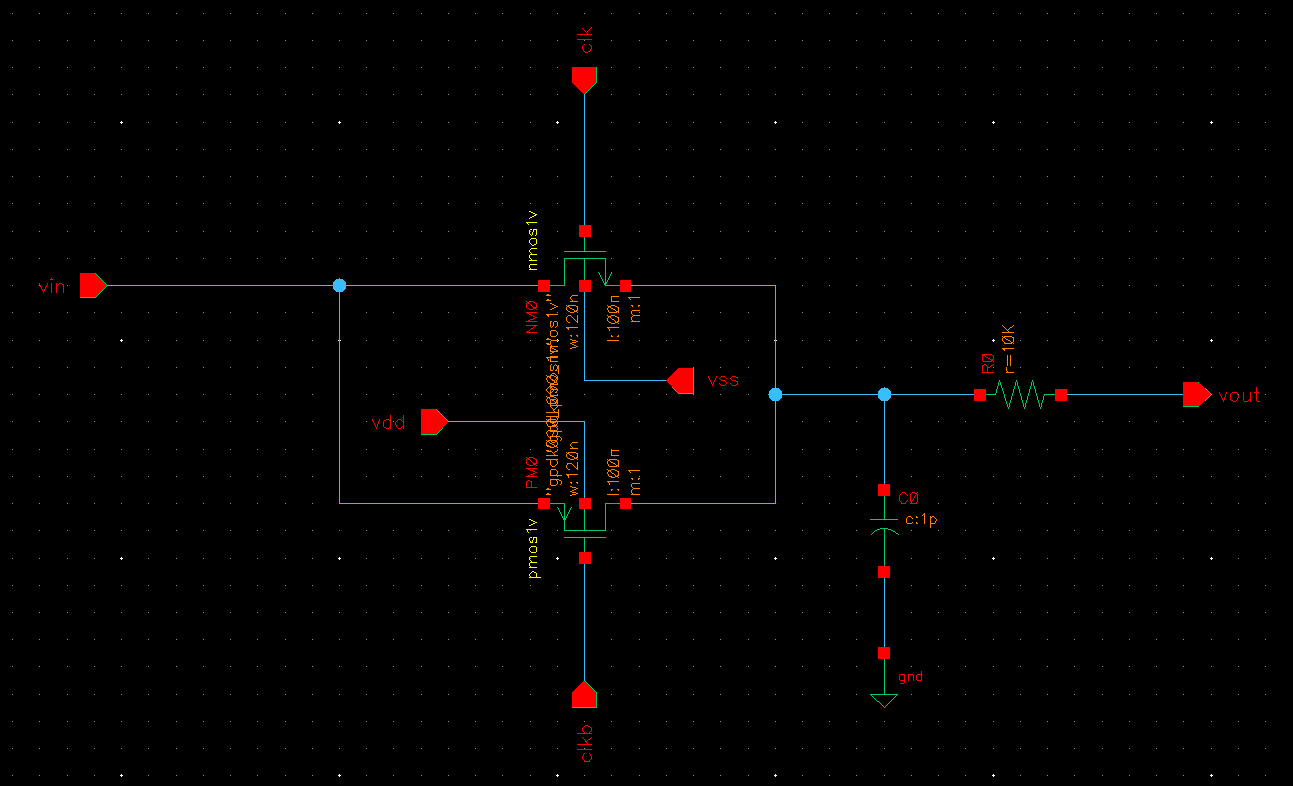 clk
nmos1v
vin
NM0
w:120n
l:100n
m:1
vss
vdd
R0
r=10K
vout
PM0
w:120n
l:100n
m:1
pmos1v
C0
c:1p
gnd
clkb